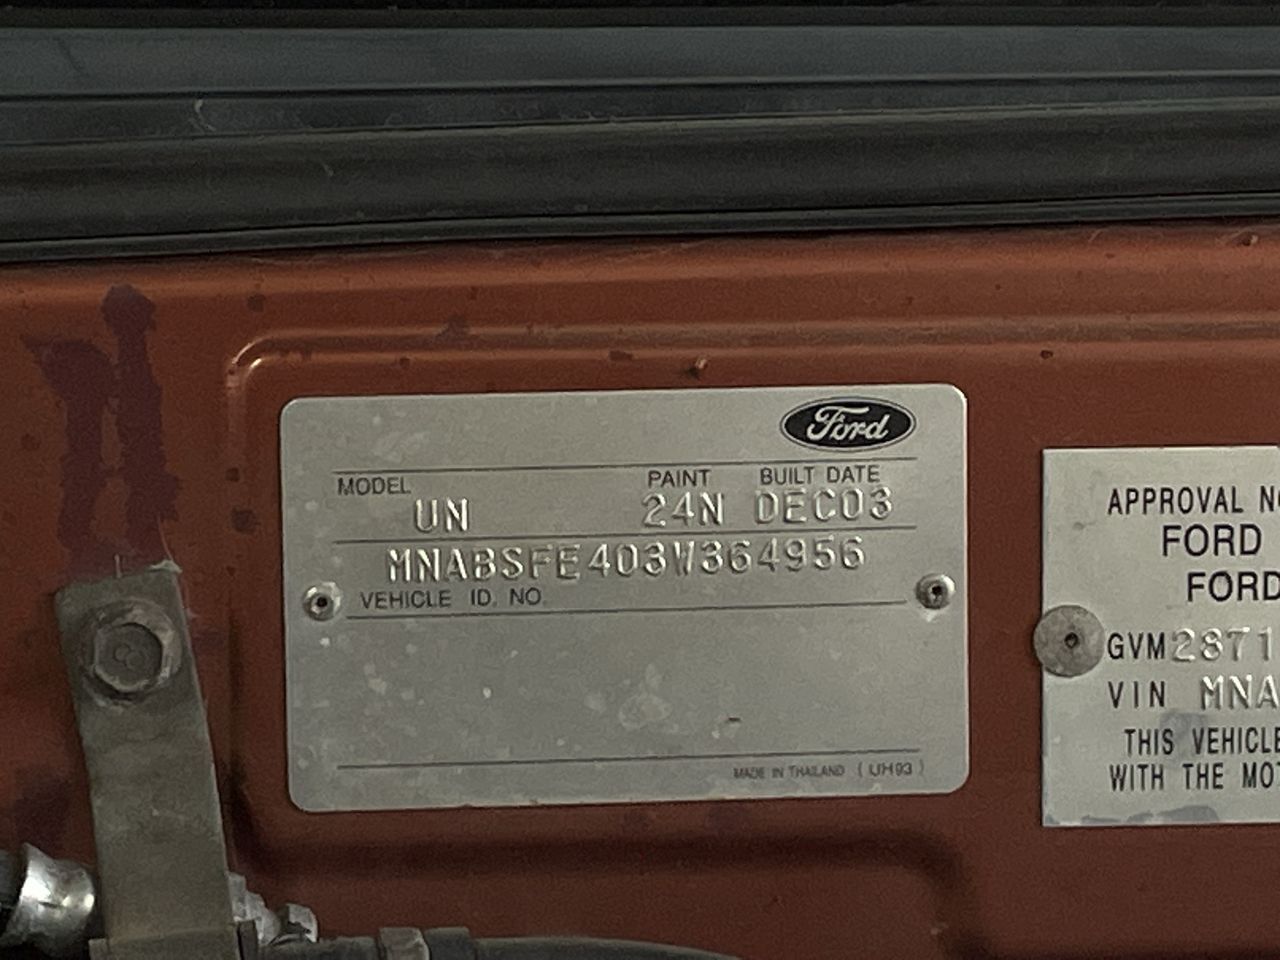 Ford
MODEL PAINT BUILT DATE
UN 24N DEC03
MNABSFE403W364956
VEHICLE ID. NO.
MADE IN THAILAND (UH93)
APPROVAL
FORD
FORD
GVM 2871
VIN MNA
THIS VEHICLE
WITH THE